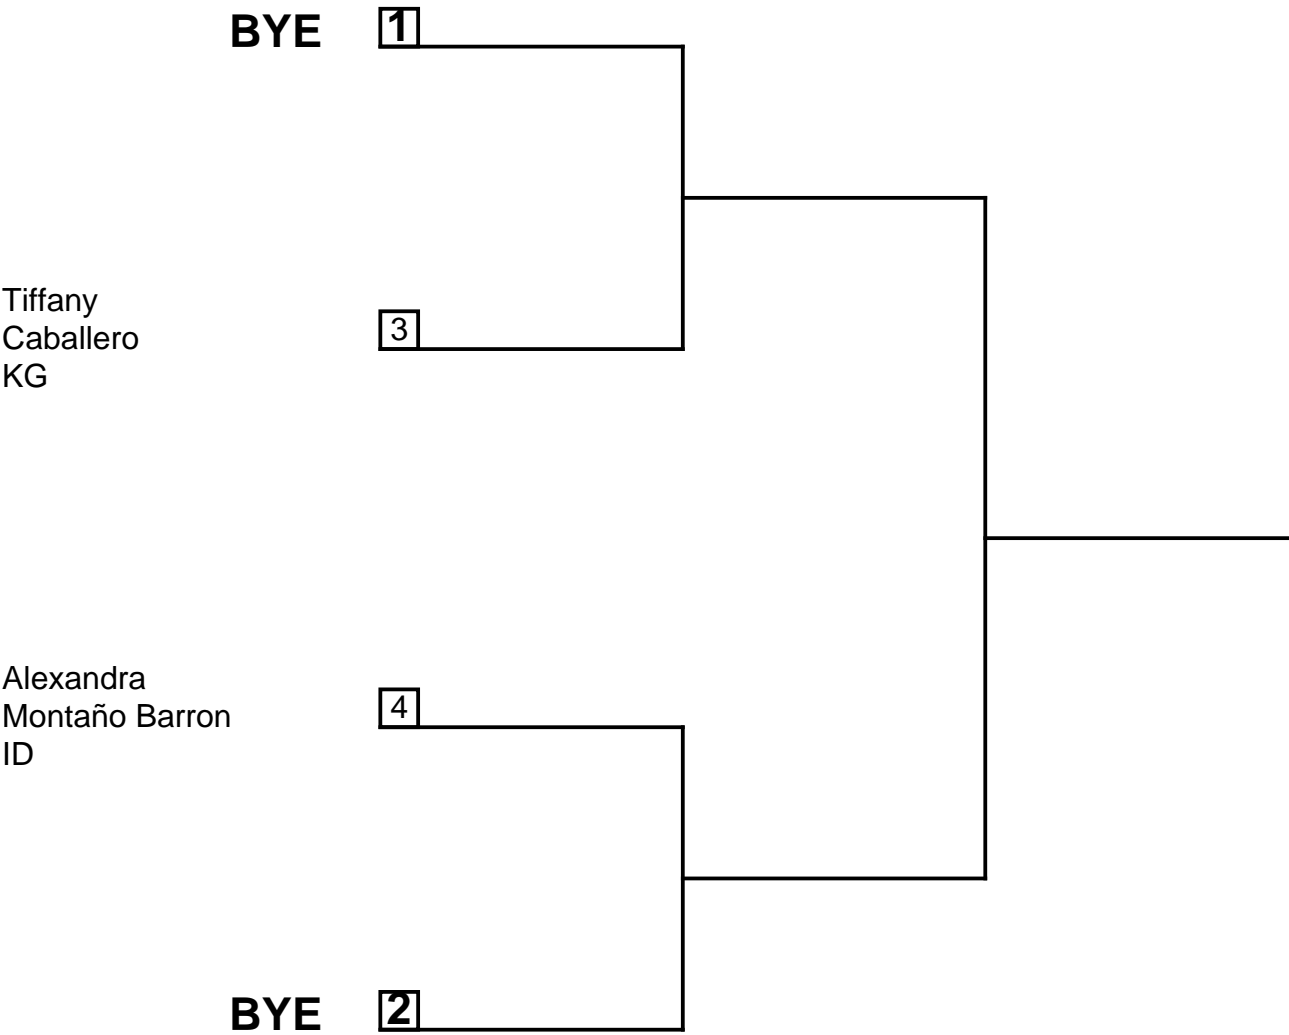 BYE 1
Tiffany
Caballero
KG
3
Alexandra
Montaño Barron
ID
4
BYE 2